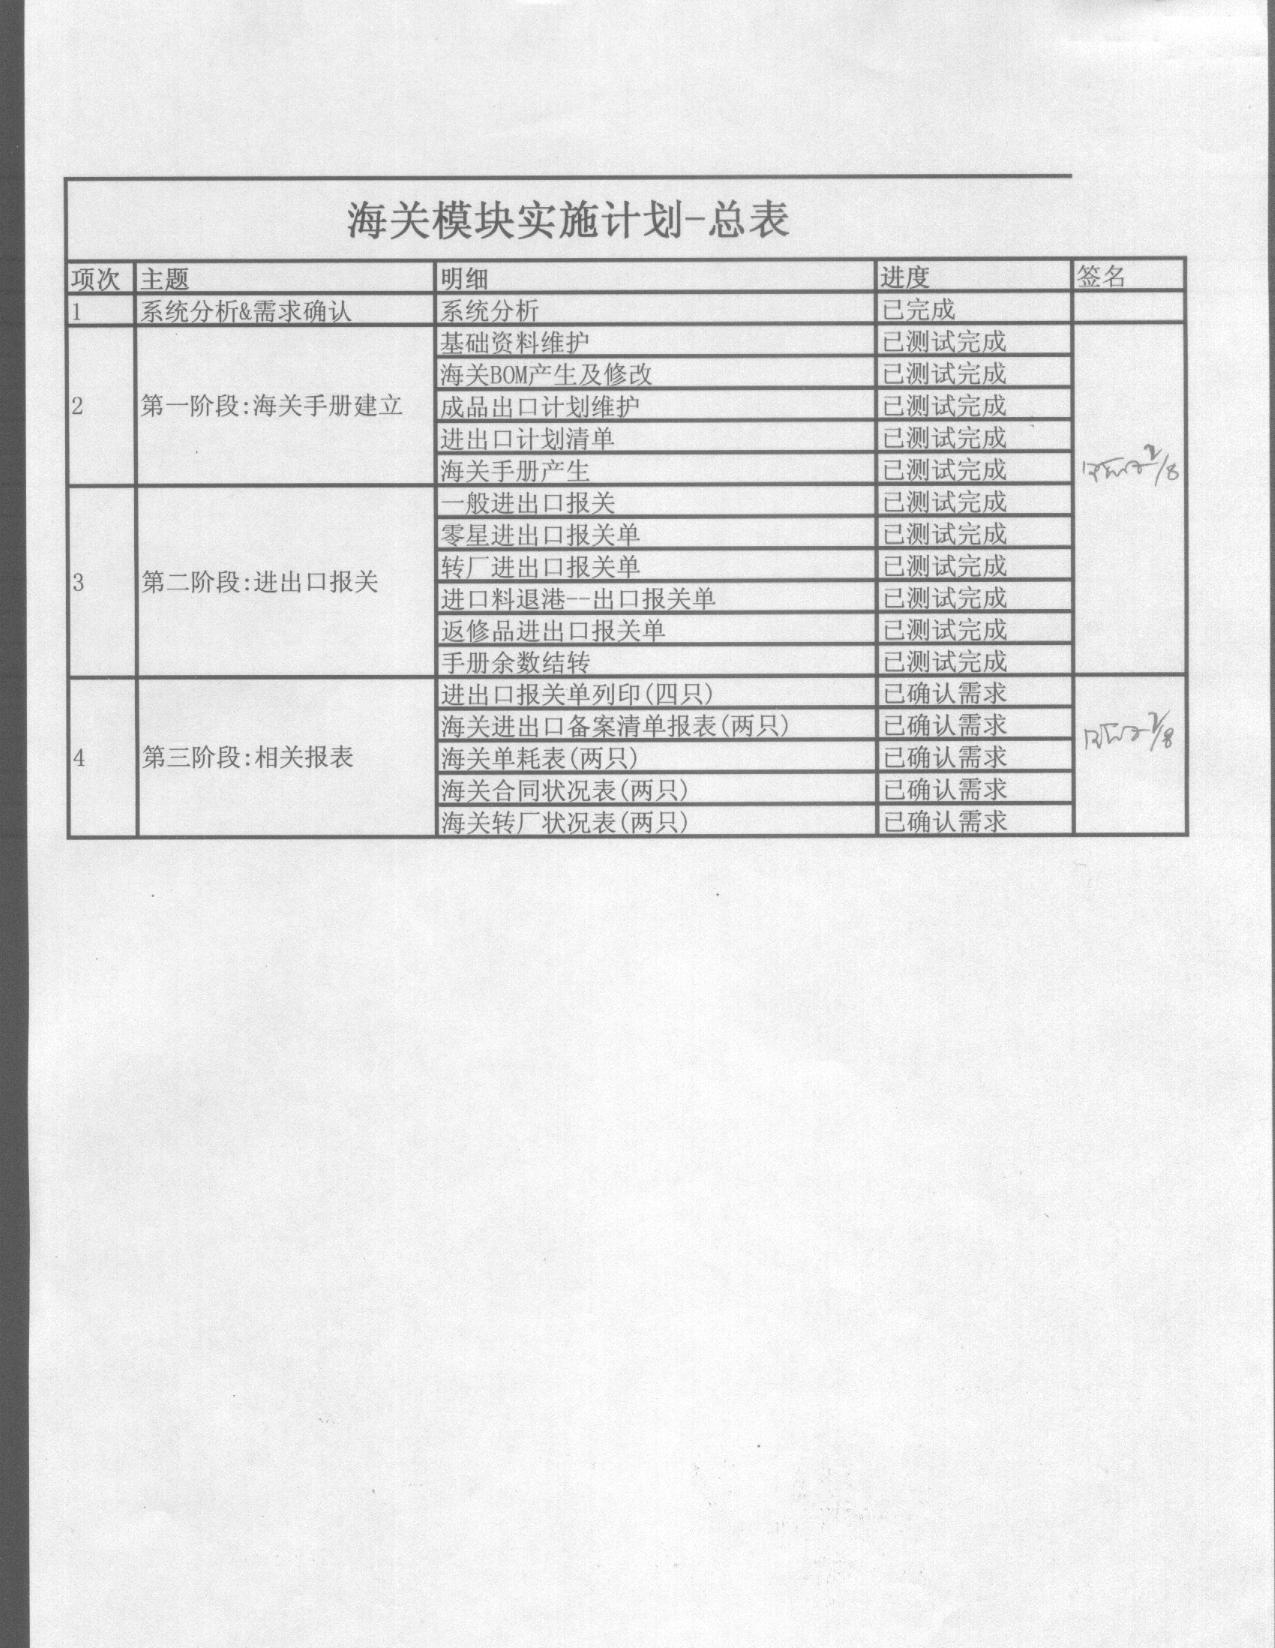 海关模块实施计划-总表
项次 主题 明细 进度 签名
1 系统分析&需求确认 系统分析 已完成
基础资料维护 已测试完成
海关BOM产生及修改 已测试完成
2 第一阶段:海关手册建立 成品出口计划维护 已测试完成
进出口计划清单 已测试完成
海关手册产生 已测试完成
2/8
一般进出口报关 已测试完成
零星进出口报关单 已测试完成
转厂进出口报关单 已测试完成
3 第二阶段:进出口报关
进口料退港--出口报关单 已测试完成
返修品进出口报关单 已测试完成
手册余数结转 已测试完成
进出口报关单列印(四只) 已确认需求
海关进出口备案清单报表(两只) 已确认需求
2/8
4 第三阶段:相关报表 海关单耗表(两只) 已确认需求
海关合同状况表(两只) 已确认需求
海关转厂状况表(两只) 已确认需求